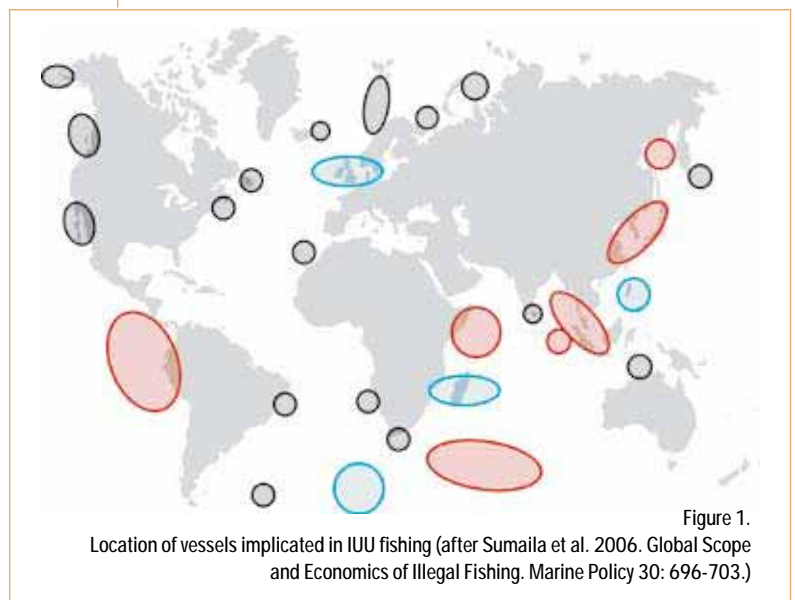 Figure 1.
Location of vessels implicated in IUU fishing (after Sumaila et al. 2006. Global Scope
and Economics of Illegal Fishing. Marine Policy 30: 696-703.)